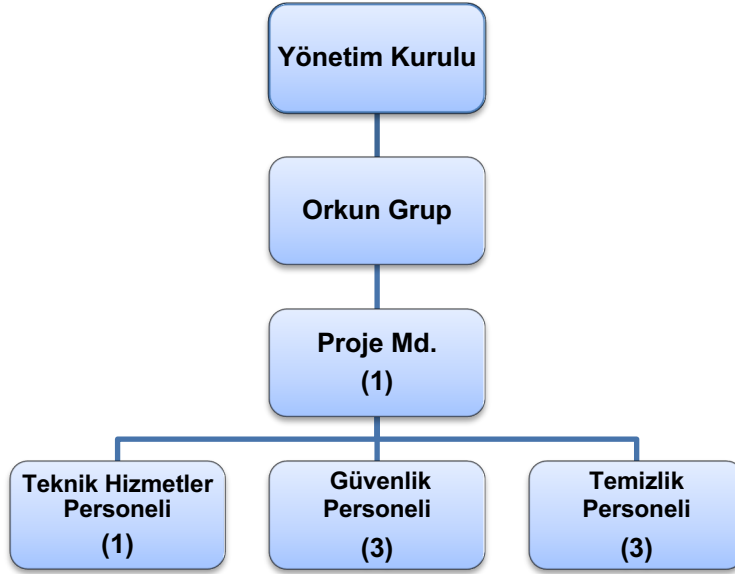 Yönetim Kurulu
Orkun Grup
Proje Md.
(1)
Teknik Hizmetler
Personeli
(1)
Güvenlik
Personeli
(3)
Temizlik
Personeli
(3)